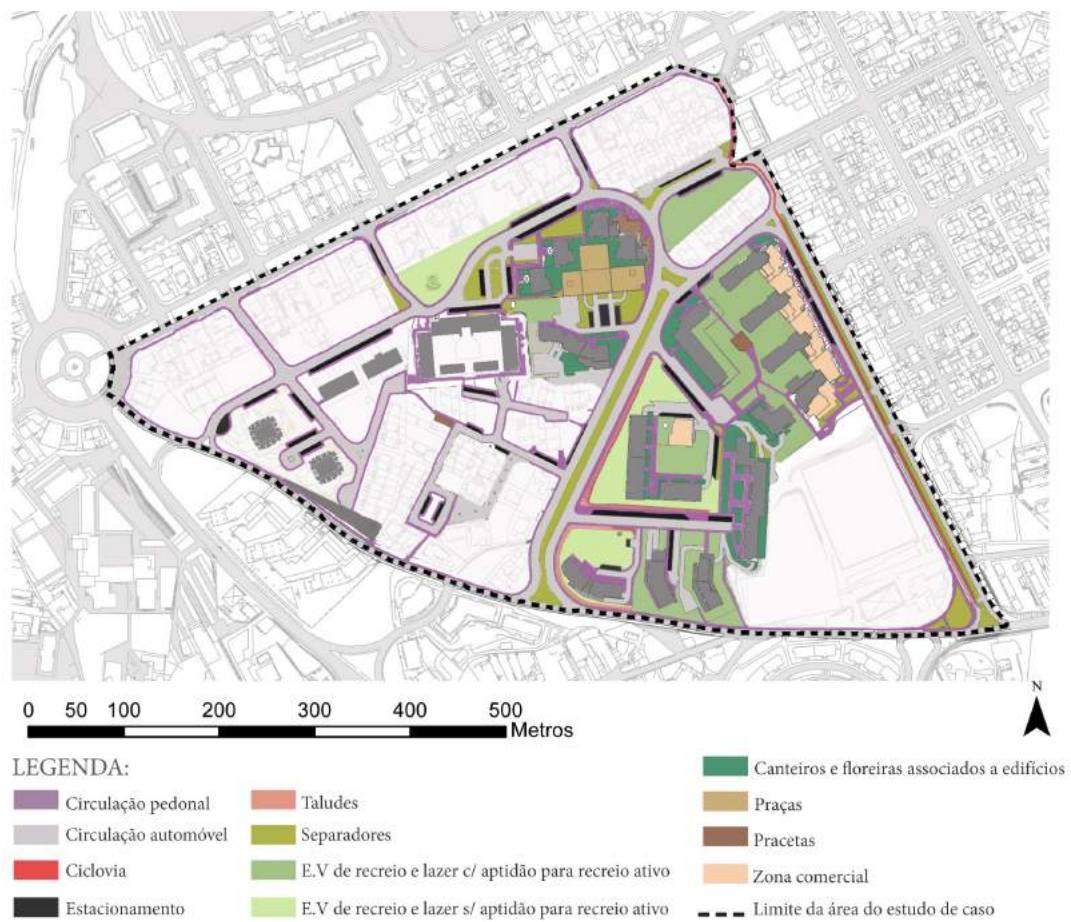 N
0 50 100 200 300 400 500
Metros
LEGENDA:
Circulação pedonal
Circulação automóvel
Ciclovia
Estacionamento
Taludes
Separadores
E.V de recreio e lazer c/ aptidão para recreio ativo
E.V de recreio e lazer s/ aptidão para recreio ativo
Canteiros e floreiras associados a edifícios
Praças
Pracetas
Zona comercial
Limite da área do estudo de caso